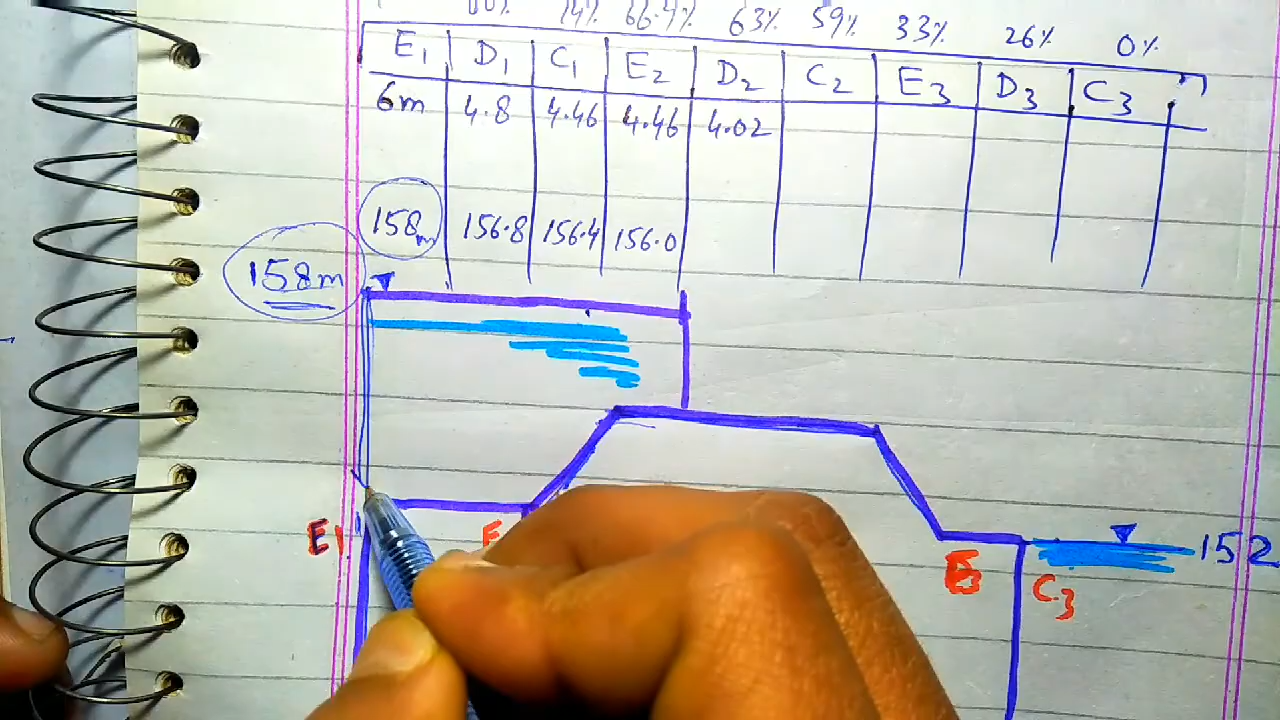 14% 66.4% 63% 59% 33% 26% 0%
E1 D1 C1 E2 D2 C2 E3 D3 C3
6m 4.8 4.46 4.46 4.02
158m 156.8 156.4 156.0
158m
152
E1
E3 C3